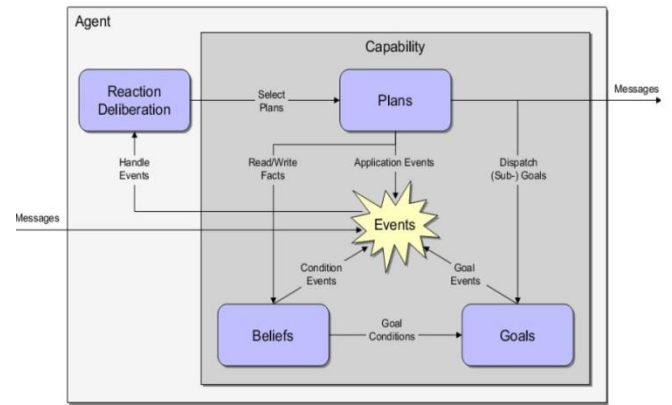 Agent
Capability
Reaction
Deliberation
Select
Plans
Plans
Messages
Handle
Events
Read/Write
Facts
Application Events
Dispatch
(Sub-) Goals
Messages
Events
Condition
Events
Goal
Events
Beliefs
Goal
Conditions
Goals